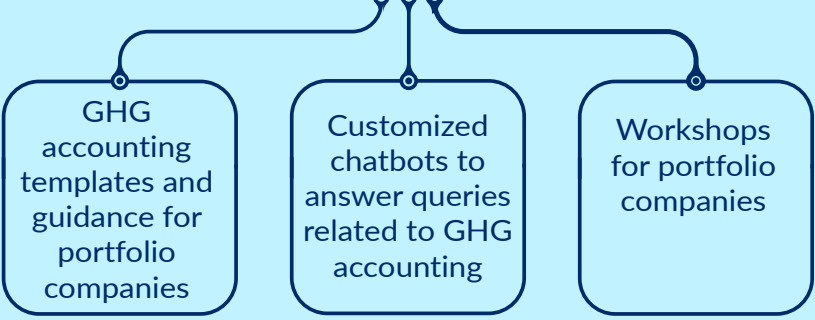 GHG
accounting
templates and
guidance for
portfolio
companies
Customized
chatbots to
answer queries
related to GHG
accounting
Workshops
for portfolio
companies